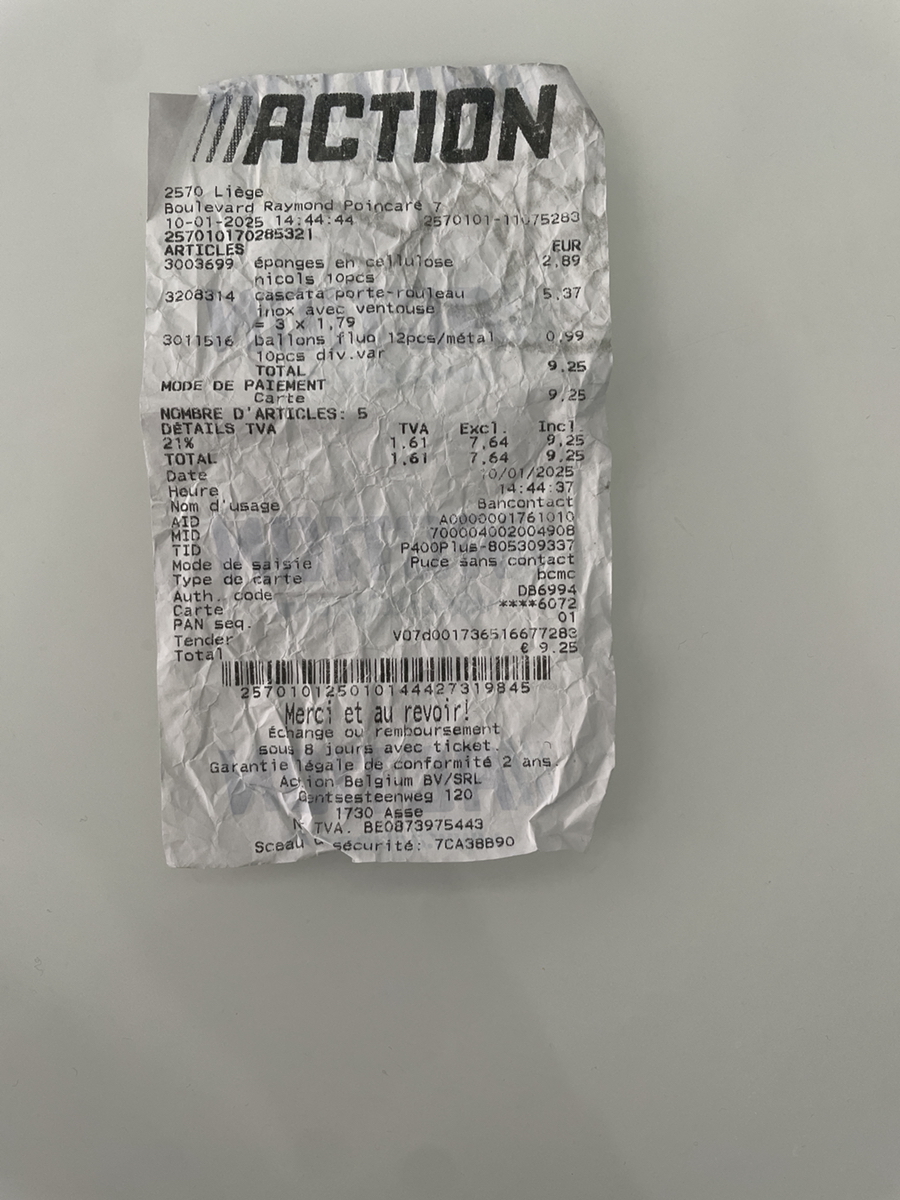 ACTION
2570 Liège
Boulevard Raymond Poincaré 7
10-01-2025 14:44:44 2570101-11075283
257010170285321
ARTICLES EUR
3003699 éponges en cellulose 2,89
nicols 10pcs
3208314 cascata porte-rouleau 5,37
inox avec ventouse
= 3 x 1,79
3011516 ballons fluo 12pcs/métal 0,99
10pcs div.var
TOTAL 9,25
MODE DE PAIEMENT
Carte 9,25
NOMBRE D'ARTICLES: 5
DÉTAILS TVA TVA Excl. Incl.
21% 1,61 7,64 9,25
TOTAL 1,61 7,64 9,25
Date 10/01/2025
Heure 14:44:37
Nom d'usage Bancontact
AID A0000001761010
MID 700004002004908
TID P400Plus-805309337
Mode de saisie Puce sans contact
Type de carte bcmc
Auth. code DB6994
Carte ****6072
PAN seq. 01
Tender V07d001736516677283
Total € 9.25
2570101250101444427319845
Merci et au revoir!
Échange ou remboursement
sous 8 jours avec ticket.
Garantie légale de conformité 2 ans.
Action Belgium BV/SRL
Gentsesteenweg 120
1730 Asse
TVA. BE0873975443
Sceau sécurité: 7CA38B90